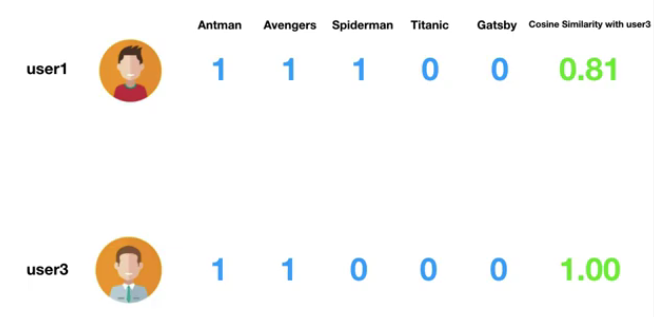 Antman Avengers Spiderman Titanic Gatsby Cosine Similarity with user3
user1 1 1 1 0 0 0.81
user3 1 1 0 0 0 1.00